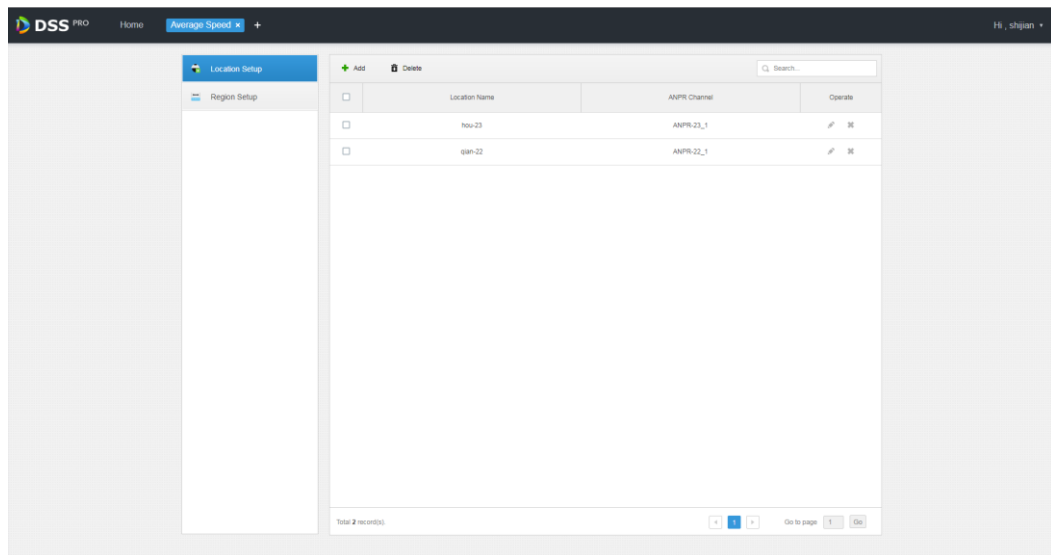 DSS PRO Home Average Speed × + Hi , shijian
Location Setup
Region Setup
Add Delete Search...
Location Name ANPR Channel Operate
hou-23 ANPR-23_1
qian-22 ANPR-22_1
Total 2 record(s). 1 Go to page 1 Go